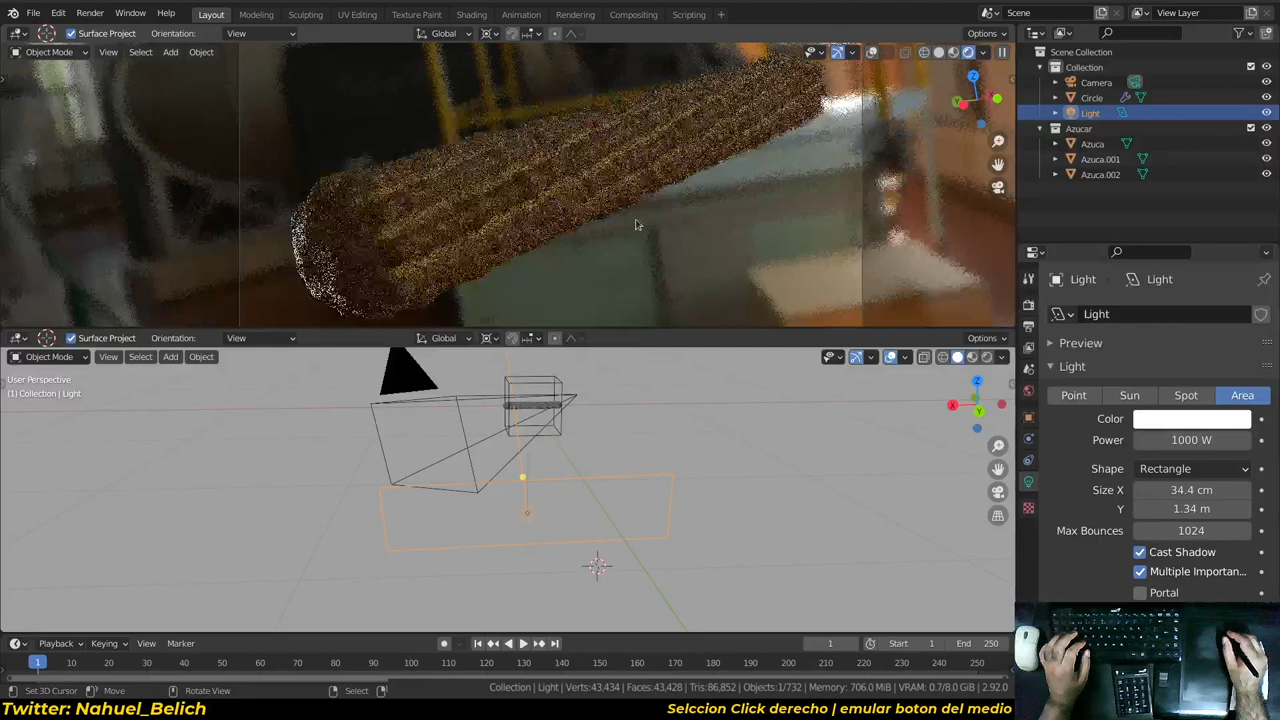 File Edit Render Window Help Layout Modeling Sculpting UV Editing Texture Paint Shading Animation Rendering Compositing Scripting + Scene View Layer
Surface Project Orientation: View Global Options
Object Mode View Select Add Object
Scene Collection
Collection
Camera
Circle
Light
Azucar
Azuca
Azuca.001
Azuca.002
Surface Project Orientation: View Global Options
Object Mode View Select Add Object
User Perspective
(1) Collection | Light
Z
Y
X
Light Light
Light
Preview
Light
Point Sun Spot Area
Color
Power 1000 W
Shape Rectangle
Size X 34.4 cm
Y 1.34 m
Max Bounces 1024
Cast Shadow
Multiple Importan...
Portal
Playback Keying View Marker 1 Start 1 End 250
1 10 20 30 40 50 60 70 80 90 100 110 120 130 140 150 160 170 180 190 200 210 220 230 240 250
Set 3D Cursor Move Rotate View Select Collection | Light | Verts:43,434 | Faces:43,428 | Tris:86,852 | Objects:1/732 | Memory: 706.0 MiB | VRAM: 0.7/8.0 GiB | 2.92.0
Twitter: Nahuel_Belich Selccion Click derecho | emular boton del medio